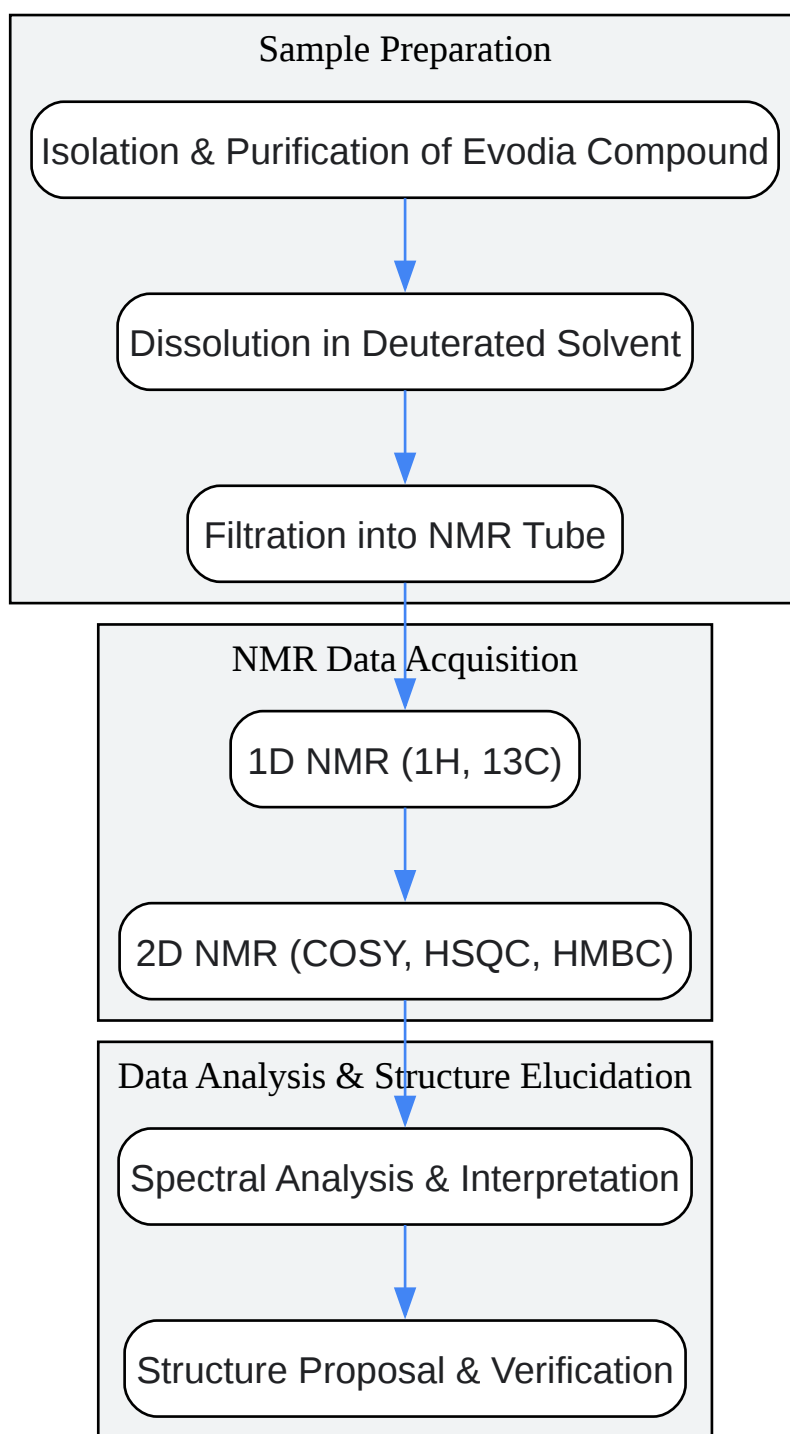 Sample Preparation
Isolation & Purification of Evodia Compound
Dissolution in Deuterated Solvent
Filtration into NMR Tube
NMR Data Acquisition
1D NMR (1H, 13C)
2D NMR (COSY, HSQC, HMBC)
Data Analysis & Structure Elucidation
Spectral Analysis & Interpretation
Structure Proposal & Verification